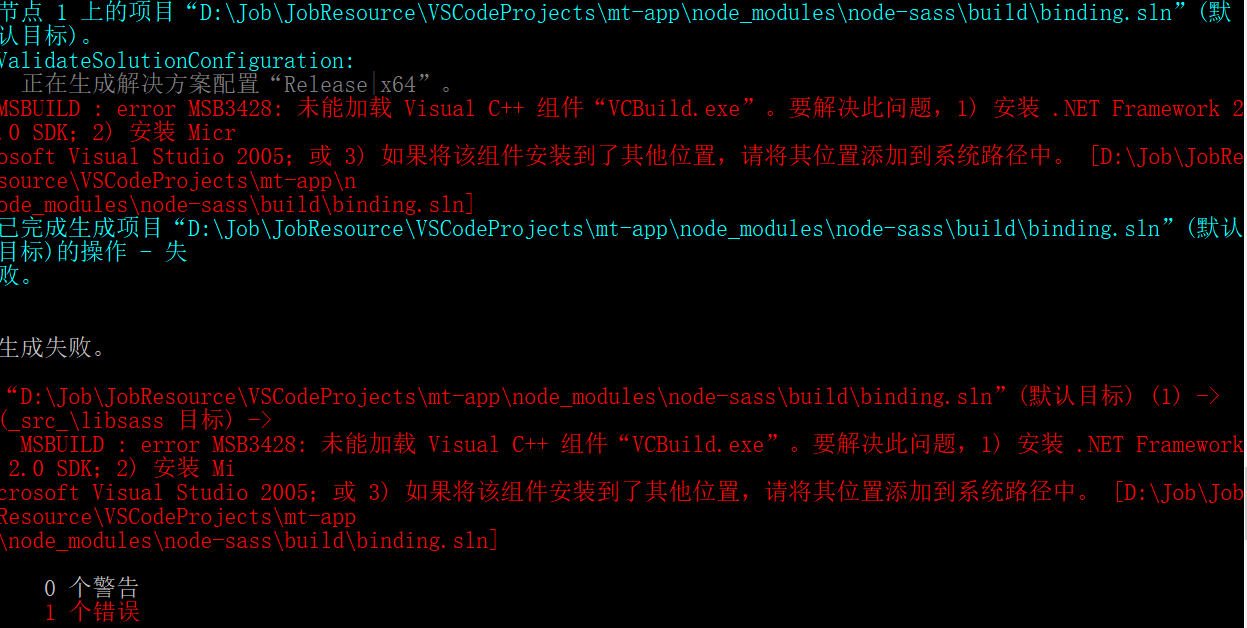 节点 1 上的项目“D:\Job\JobResource\VSCodeProjects\mt-app\node_modules\node-sass\build\binding.sln”(默
认目标)。
ValidateSolutionConfiguration:
正在生成解决方案配置“Release|x64”。
MSBUILD : error MSB3428: 未能加载 Visual C++ 组件“VCBuild.exe”。要解决此问题，1) 安装 .NET Framework 2
.0 SDK；2) 安装 Micr
osoft Visual Studio 2005；或 3) 如果将该组件安装到了其他位置，请将其位置添加到系统路径中。 [D:\Job\JobRe
source\VSCodeProjects\mt-app\n
ode_modules\node-sass\build\binding.sln]
已完成生成项目“D:\Job\JobResource\VSCodeProjects\mt-app\node_modules\node-sass\build\binding.sln”(默认
目标)的操作 - 失
败。
生成失败。
“D:\Job\JobResource\VSCodeProjects\mt-app\node_modules\node-sass\build\binding.sln”(默认目标) (1) ->
(_src_\libsass 目标) ->
MSBUILD : error MSB3428: 未能加载 Visual C++ 组件“VCBuild.exe”。要解决此问题，1) 安装 .NET Framework
2.0 SDK；2) 安装 Mi
crosoft Visual Studio 2005；或 3) 如果将该组件安装到了其他位置，请将其位置添加到系统路径中。 [D:\Job\Job
Resource\VSCodeProjects\mt-app
\node_modules\node-sass\build\binding.sln]
0 个警告
1 个错误